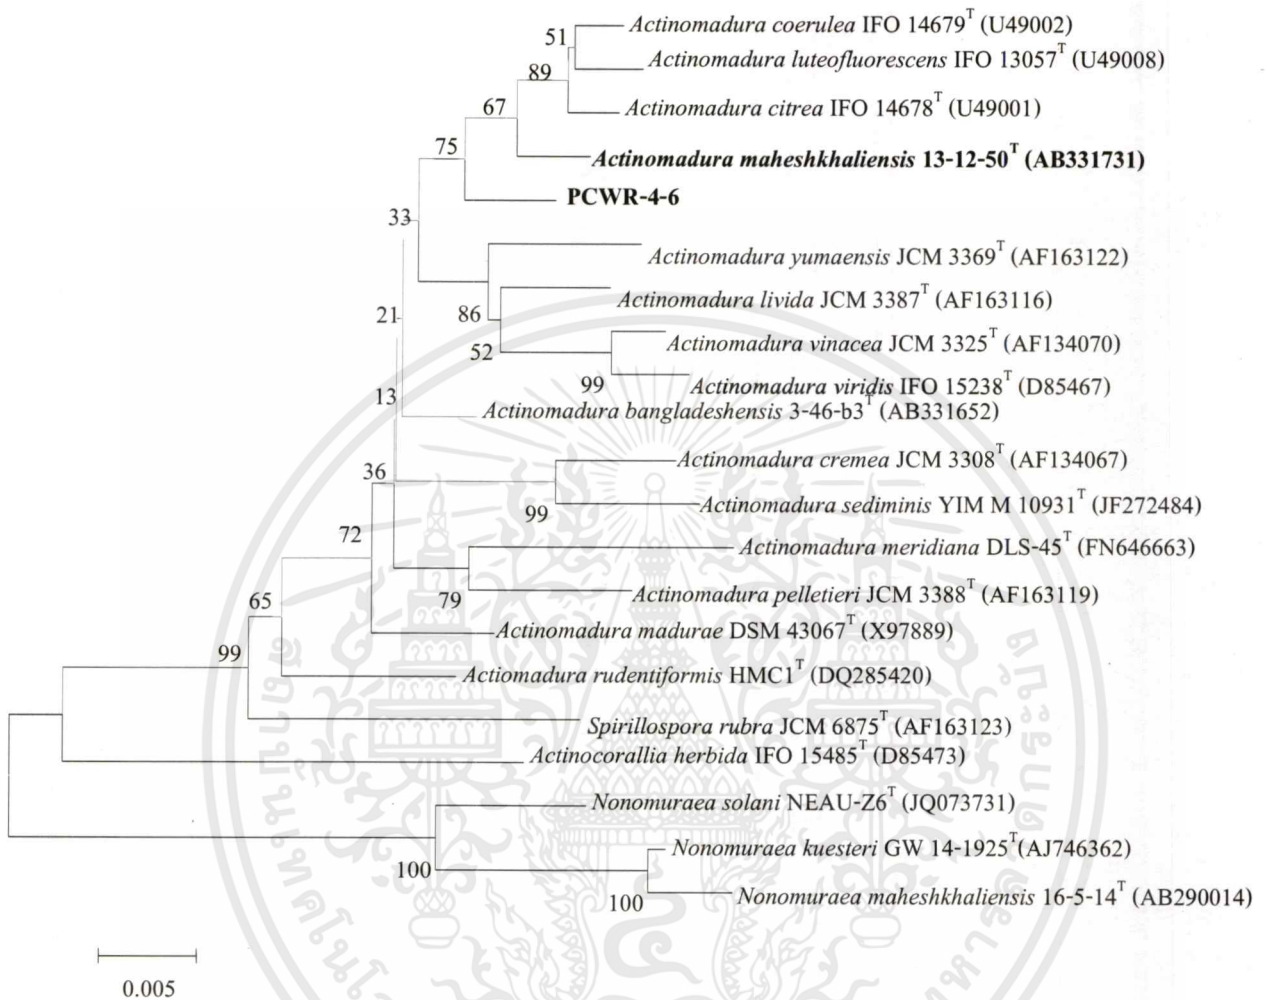 Actinomadura coerulea IFO 14679T (U49002)
51
Actinomadura luteofluorescens IFO 13057T (U49008)
89
Actinomadura citrea IFO 14678T (U49001)
67
75
Actinomadura maheshkhaliensis 13-12-50T (AB331731)
PCWR-4-6
33
Actinomadura yumaensis JCM 3369T (AF163122)
Actinomadura livida JCM 3387T (AF163116)
21
86
Actinomadura vinacea JCM 3325T (AF134070)
52
99
Actinomadura viridis IFO 15238T (D85467)
13
Actinomadura bangladeshensis 3-46-b3T (AB331652)
Actinomadura cremea JCM 3308T (AF134067)
36
Actinomadura sediminis YIM M 10931T (JF272484)
99
72
Actinomadura meridiana DLS-45T (FN646663)
Actinomadura pelletieri JCM 3388T (AF163119)
65
79
Actinomadura madurae DSM 43067T (X97889)
99
Actiomadura rudentiformis HMC1T (DQ285420)
Spirillospora rubra JCM 6875T (AF163123)
Actinocorallia herbida IFO 15485T (D85473)
Nonomuraea solani NEAU-Z6T (JQ073731)
Nonomuraea kuesteri GW 14-1925T(AJ746362)
100
Nonomuraea maheshkhaliensis 16-5-14T (AB290014)
100
0.005